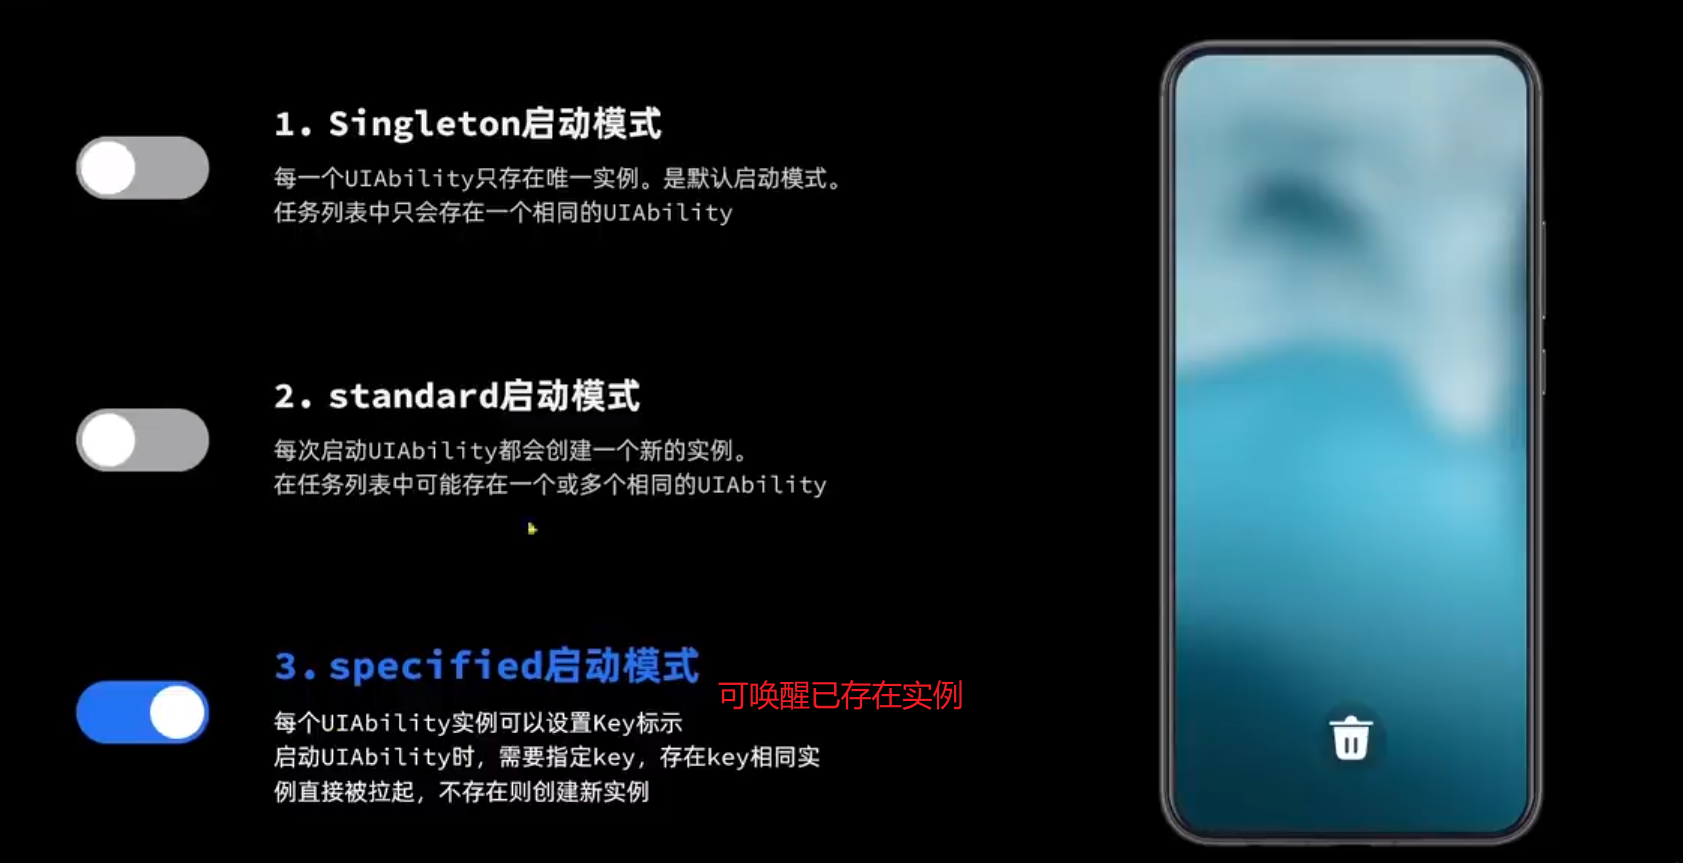 1. Singleton启动模式
每一个UIAbility只存在唯一实例。是默认启动模式。
任务列表中只会存在一个相同的UIAbility
2. standard启动模式
每次启动UIAbility都会创建一个新的实例。
在任务列表中可能存在一个或多个相同的UIAbility
3. specified启动模式
可唤醒已存在实例
每个UIAbility实例可以设置Key标示
启动UIAbility时，需要指定key，存在key相同实
例直接被拉起，不存在则创建新实例